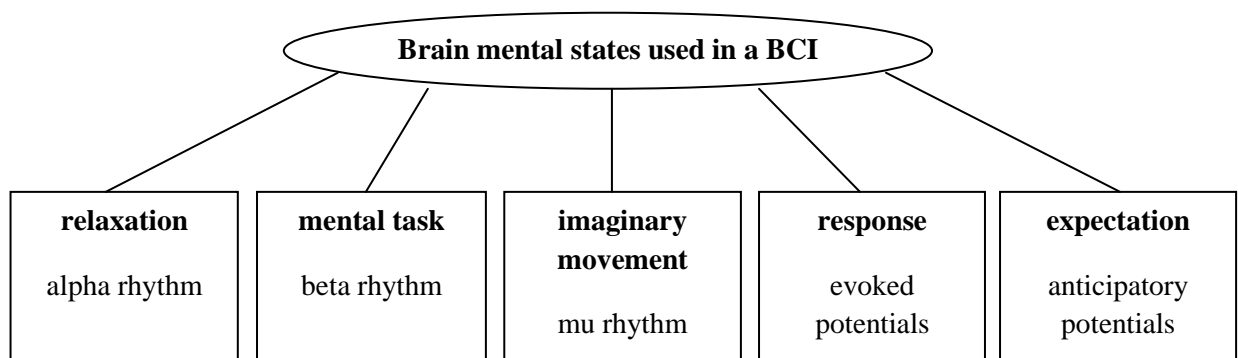 Brain mental states used in a BCI
relaxation
alpha rhythm
mental task
beta rhythm
imaginary
movement
mu rhythm
response
evoked
potentials
expectation
anticipatory
potentials